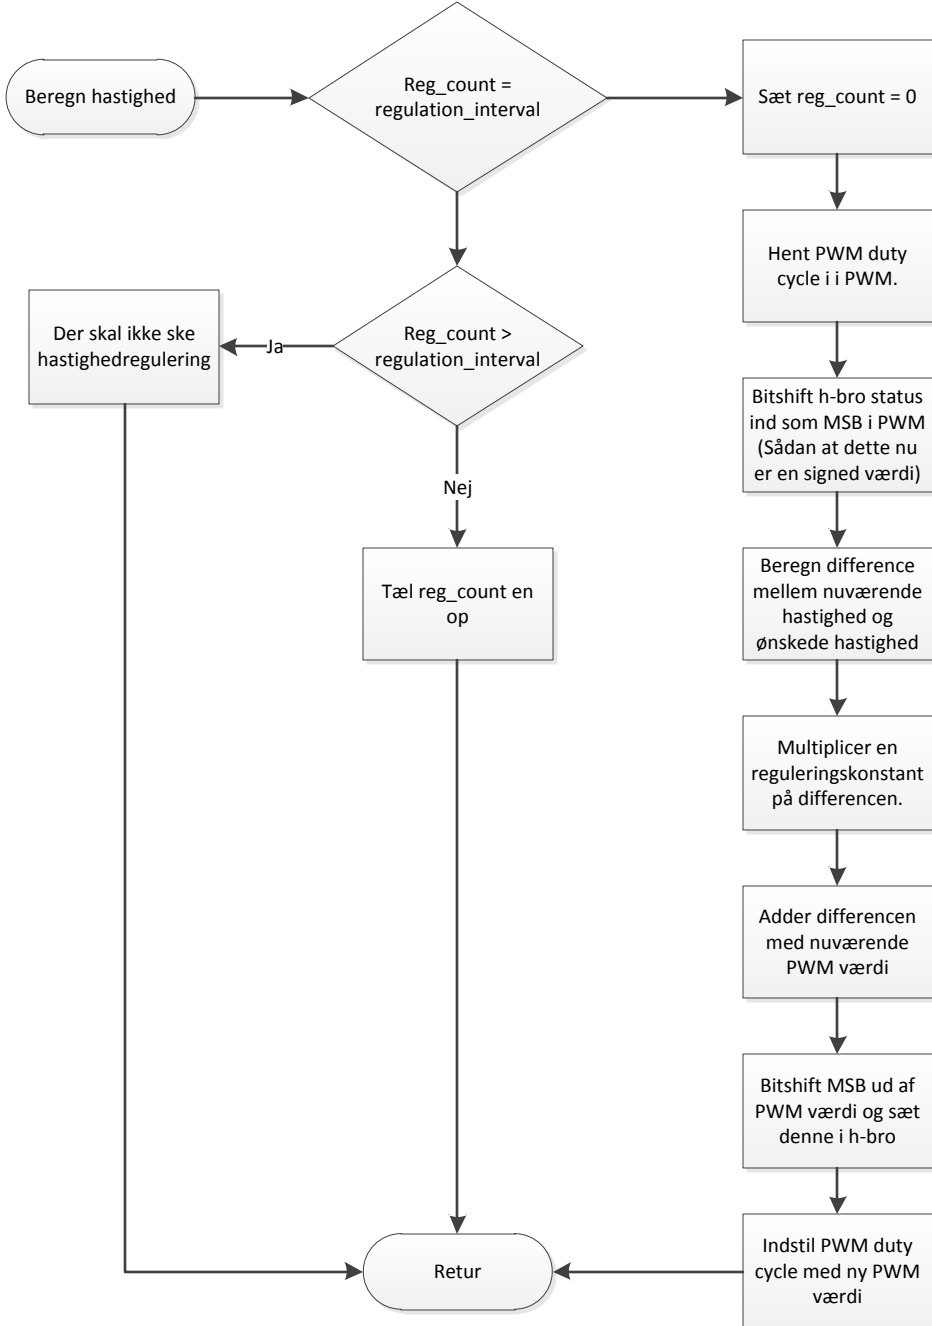 Beregn hastighed
Reg_count =
regulation_interval
Sæt reg_count = 0
Hent PWM duty
cycle i i PWM.
Der skal ikke ske
hastighedregulering
Ja
Reg_count >
regulation_interval
Bitshift h-bro status
ind som MSB i PWM
(Sådan at dette nu
er en signed værdi)
Nej
Tæl reg_count en
op
Beregn difference
mellem nuværende
hastighed og
ønskede hastighed
Multiplicer en
reguleringskonstant
på differencen.
Adder differencen
med nuværende
PWM værdi
Bitshift MSB ud af
PWM værdi og sæt
denne i h-bro
Retur
Indstil PWM duty
cycle med ny PWM
værdi